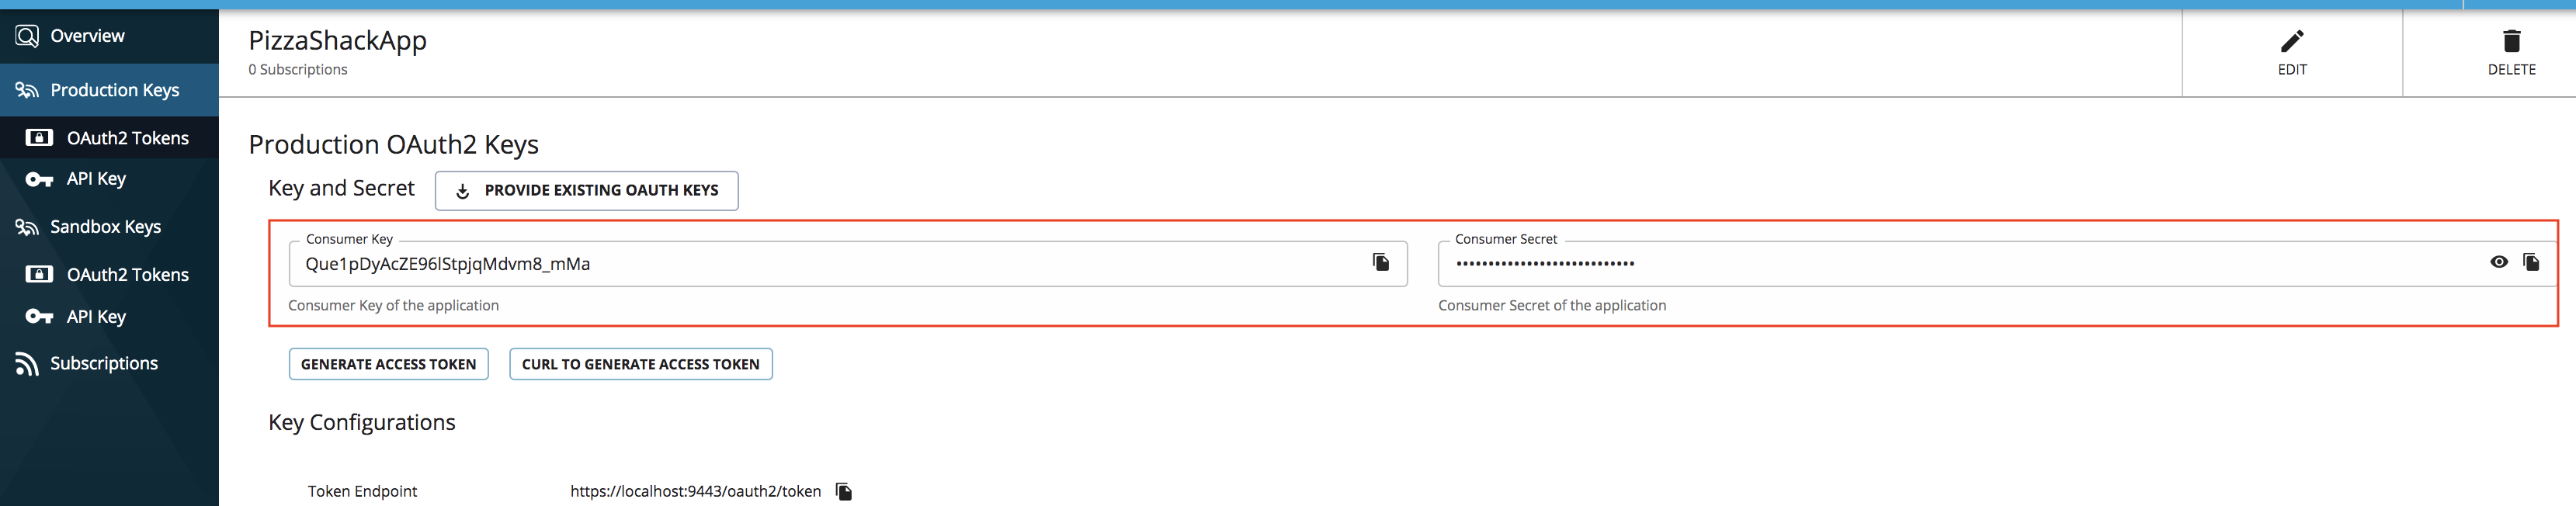 Overview
Production Keys
OAuth2 Tokens
API Key
Sandbox Keys
OAuth2 Tokens
API Key
Subscriptions
PizzaShackApp
0 Subscriptions
EDIT
DELETE
Production OAuth2 Keys
Key and Secret
PROVIDE EXISTING OAUTH KEYS
Consumer Key
Que1pDyAcZE96lStpjqMdvm8_mMa
Consumer Key of the application
Consumer Secret
••••••••••••••••••••••••••••
Consumer Secret of the application
GENERATE ACCESS TOKEN
CURL TO GENERATE ACCESS TOKEN
Key Configurations
Token Endpoint
https://localhost:9443/oauth2/token